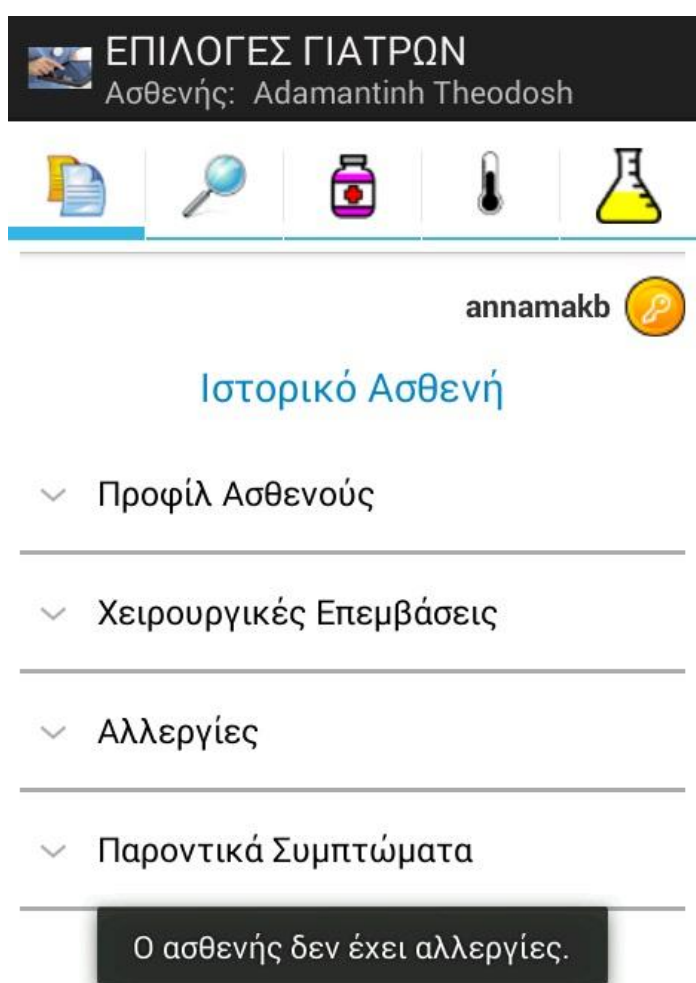 ΕΠΙΛΟΓΕΣ ΓΙΑΤΡΩΝ
Ασθενής: Adamantinh Theodosh
annamakb
Ιστορικό Ασθενή
Προφίλ Ασθενούς
Χειρουργικές Επεμβάσεις
Αλλεργίες
Παροντικά Συμπτώματα
Ο ασθενής δεν έχει αλλεργίες.